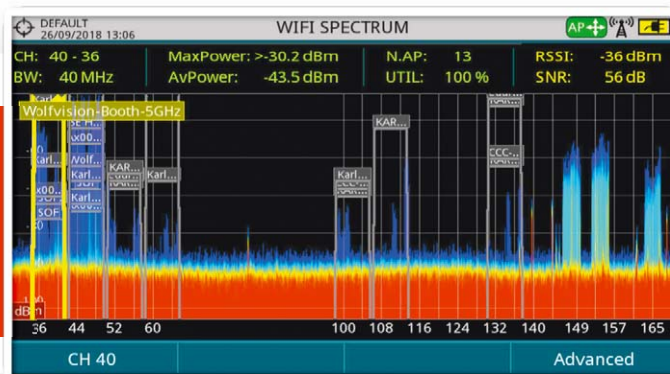 DEFAULT
26/09/2018 13:06
WIFI SPECTRUM
AP
CH: 40 - 36
MaxPower: >-30.2 dBm
N.AP: 13
RSSI: -36 dBm
BW: 40 MHz
AvPower: -43.5 dBm
UTIL: 100 %
SNR: 56 dB
Wolfvision-Booth-5GHz
KAR...
Karl...
Wolf...
KAR...
Karl...
Karl...
Karl...
SOF
Karl...
dBm
36 44 52 60 100 108 116 124 132 140 149 157 165
CH 40
Advanced